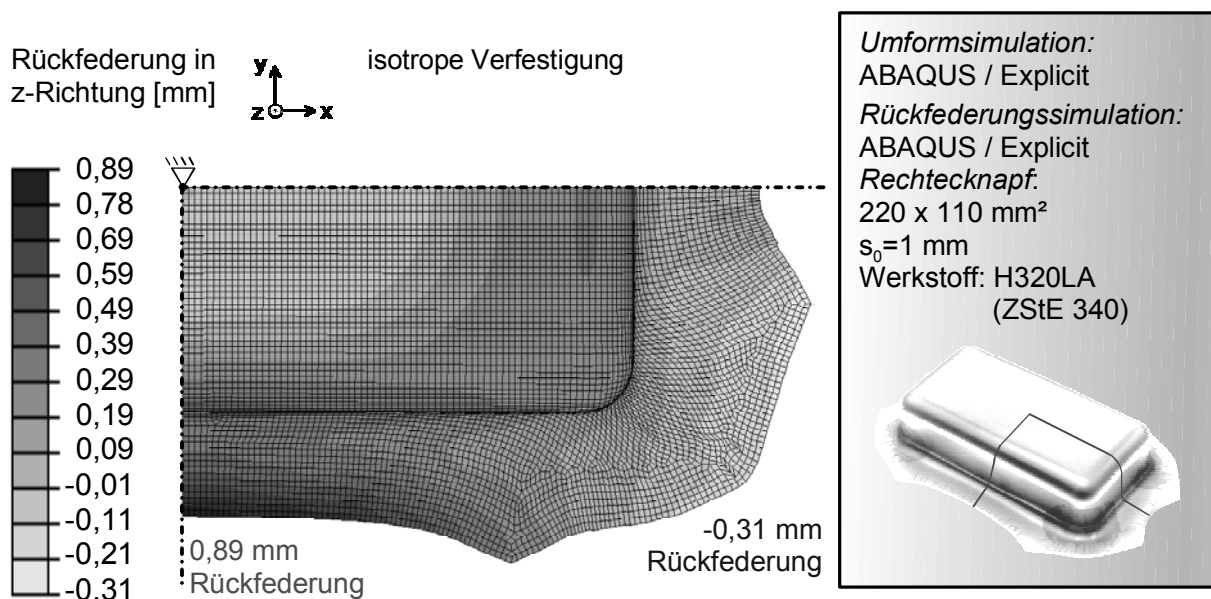 Rückfederung in
z-Richtung [mm]
y
z
x
isotrope Verfestigung
0,89
0,78
0,69
0,59
0,49
0,39
0,29
0,19
0,09
-0,01
-0,11
-0,21
-0.31
0,89 mm
Rückfederung
-0,31 mm
Rückfederung
Umformsimulation:
ABAQUS / Explicit
Rückfederungssimulation:
ABAQUS / Explicit
Rechtecknapf:
220 x 110 mm²
s₀=1 mm
Werkstoff: H320LA
(ZStE 340)